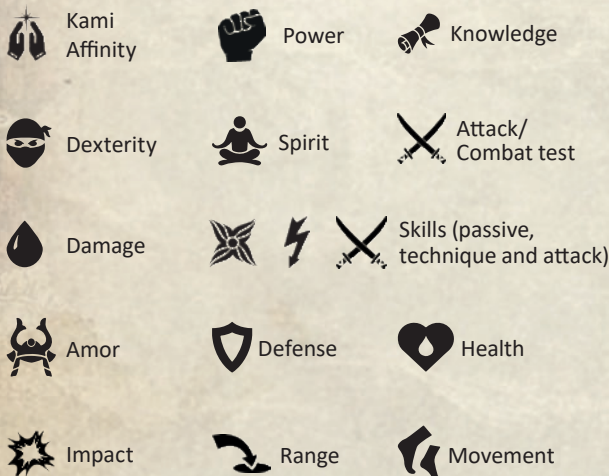 Kami
Affinity
Power
Knowledge
Dexterity
Spirit
Attack/
Combat test
Damage
Skills (passive,
technique and attack)
Amor
Defense
Health
Impact
Range
Movement